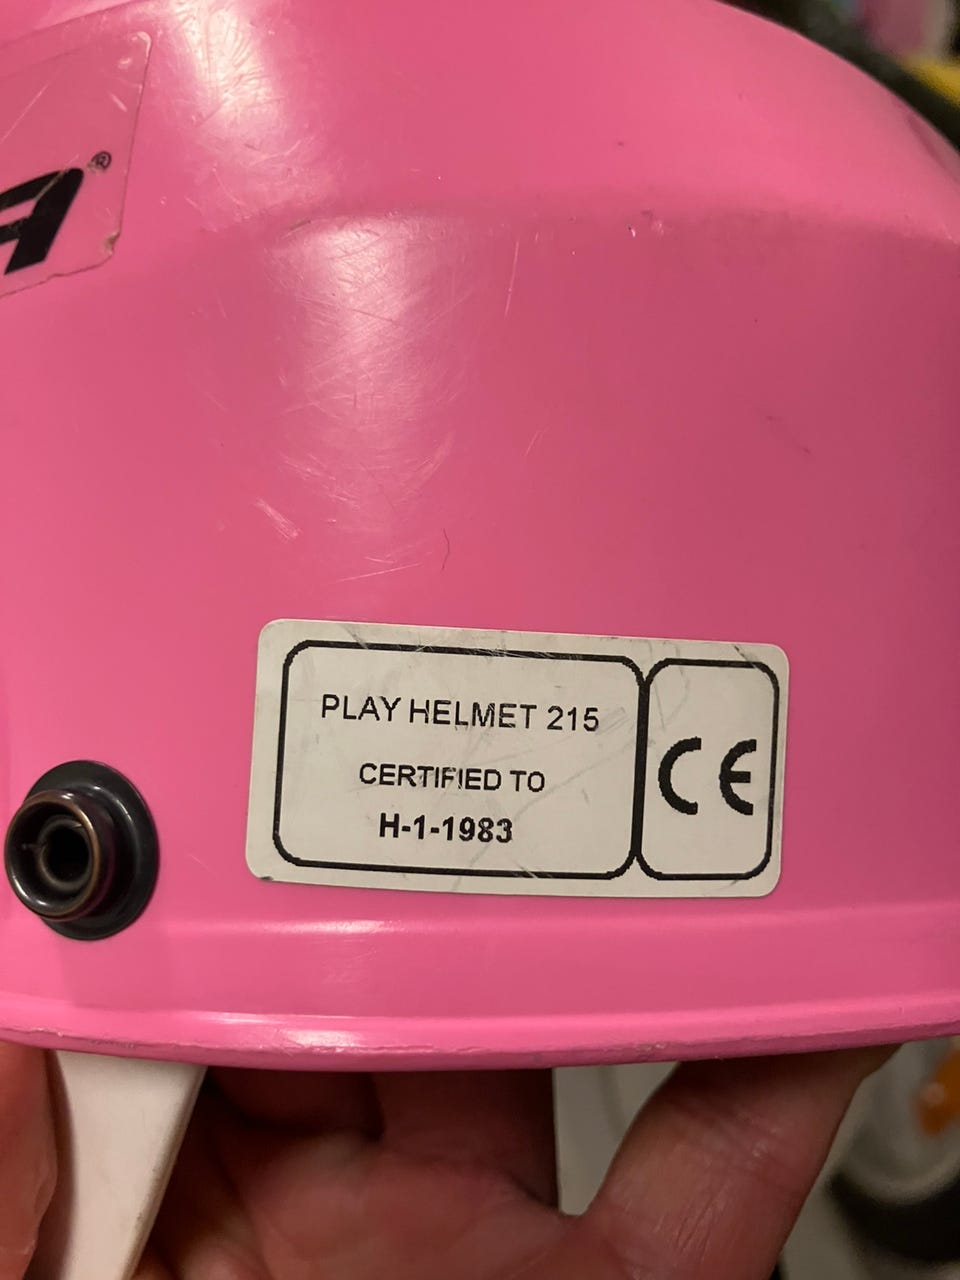 A®
PLAY HELMET 215
CERTIFIED TO
H-1-1983
CE